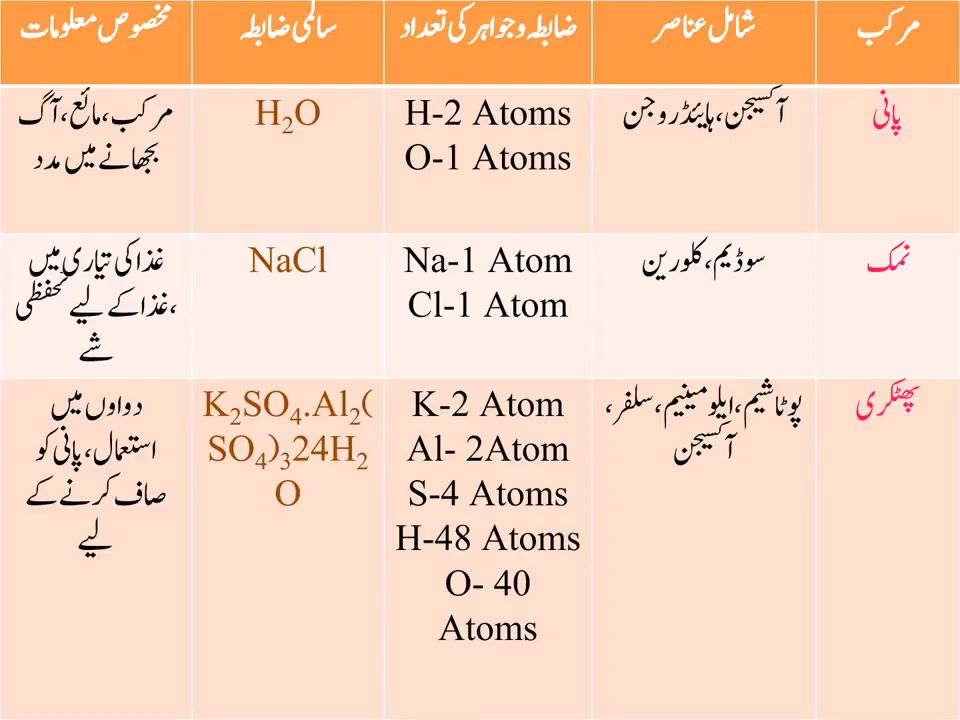 مرکب
شامل عناصر
ضابطہ و جواہر کی تعداد
سالمی ضابطہ
مخصوص معلومات
پانی
آکسیجن، ہائیڈروجن
H-2 Atoms
O-1 Atoms
H₂O
مرکب، مائع، آگ
بجھانے میں مدد
نمک
سوڈیم، کلورین
Na-1 Atom
Cl-1 Atom
NaCl
غذا کی تیاری میں
،غذا کے لیے تحفظی
شے
پھٹکری
پوٹاشیم، ایلومینیم، سلفر،
آکسیجن
K-2 Atom
Al- 2Atom
S-4 Atoms
H-48 Atoms
O- 40
Atoms
K₂SO₄.Al₂(
SO₄)₃24H₂
O
دواوں میں
استعمال، پانی کو
صاف کرنے کے
لیے